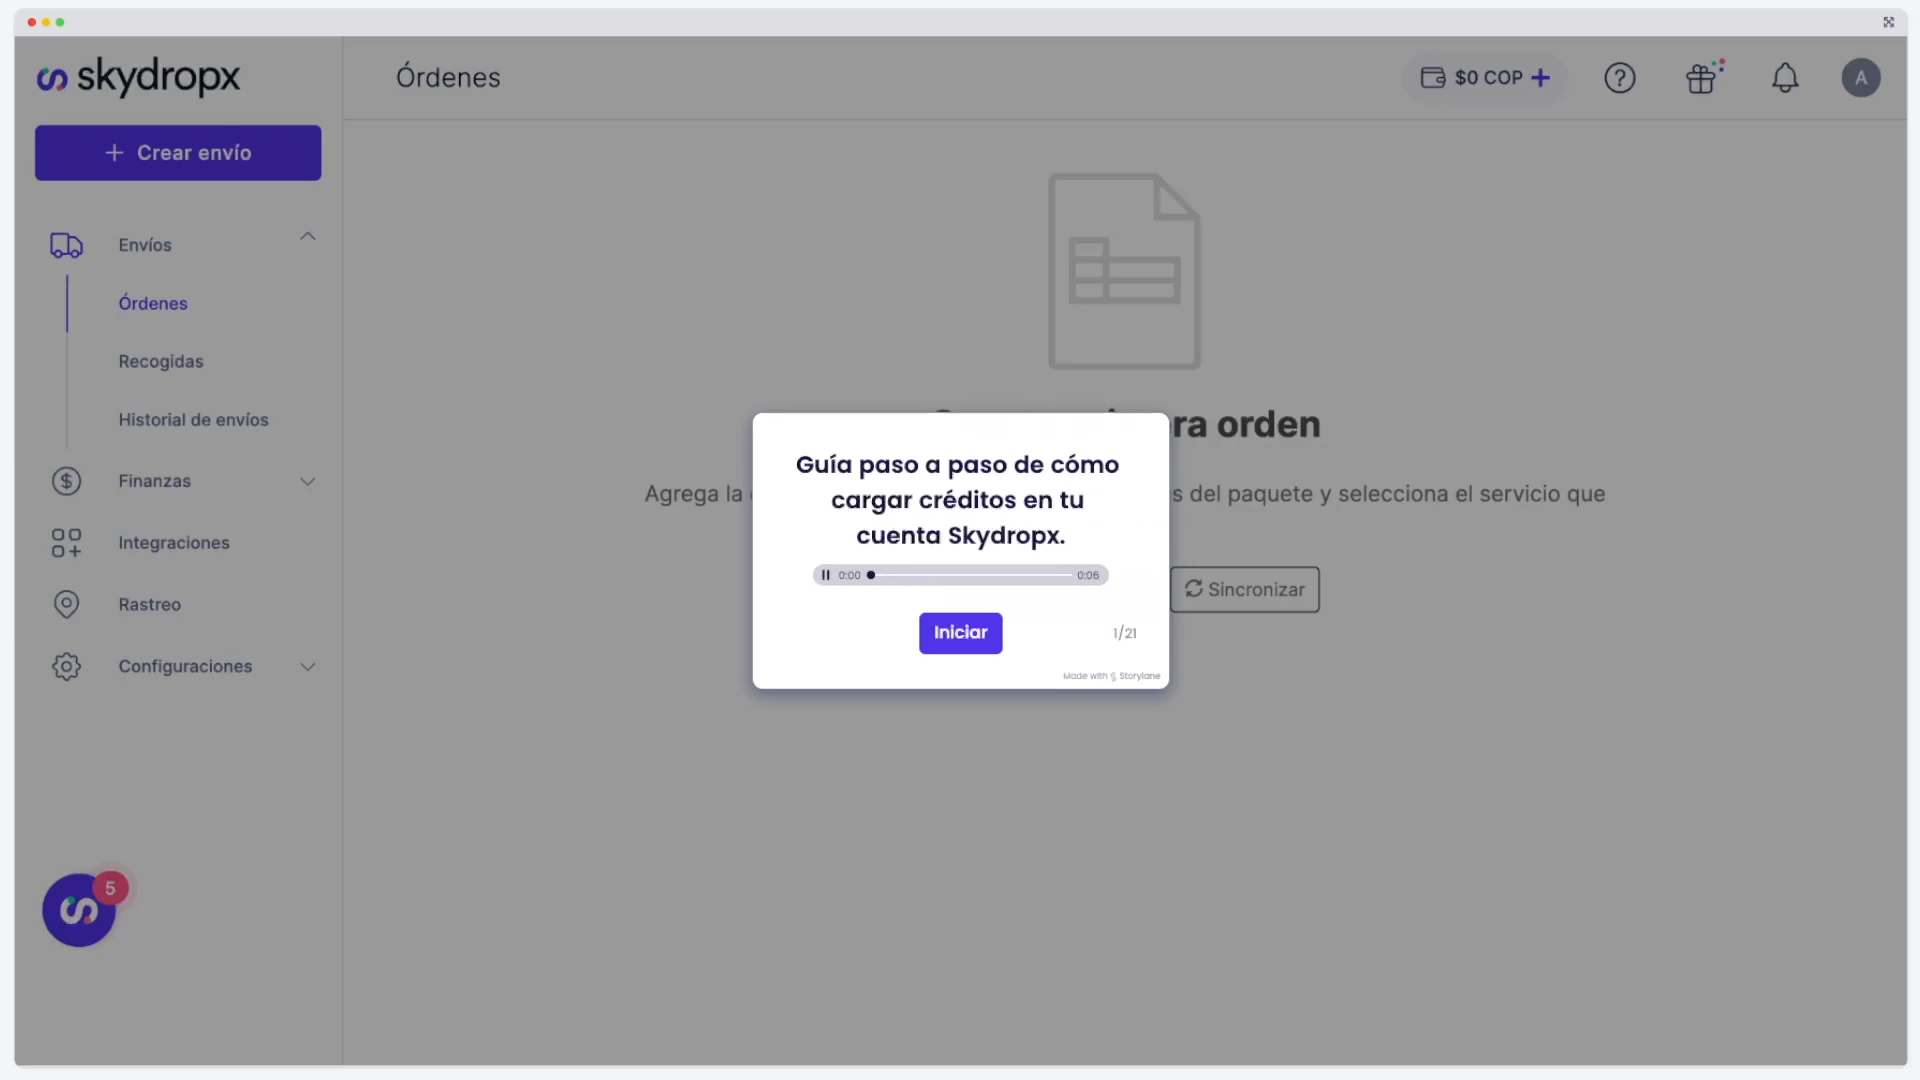 skydropx
Órdenes
$0 COP
A
Crear envío
Envíos
Órdenes
Recogidas
Historial de envíos
Finanzas
Integraciones
Rastreo
Configuraciones
5
ra orden
Agrega la
s del paquete y selecciona el servicio que
Sincronizar
Guía paso a paso de cómo
cargar créditos en tu
cuenta Skydropx.
0:00
0:06
Iniciar
1/21
Made with Storylane